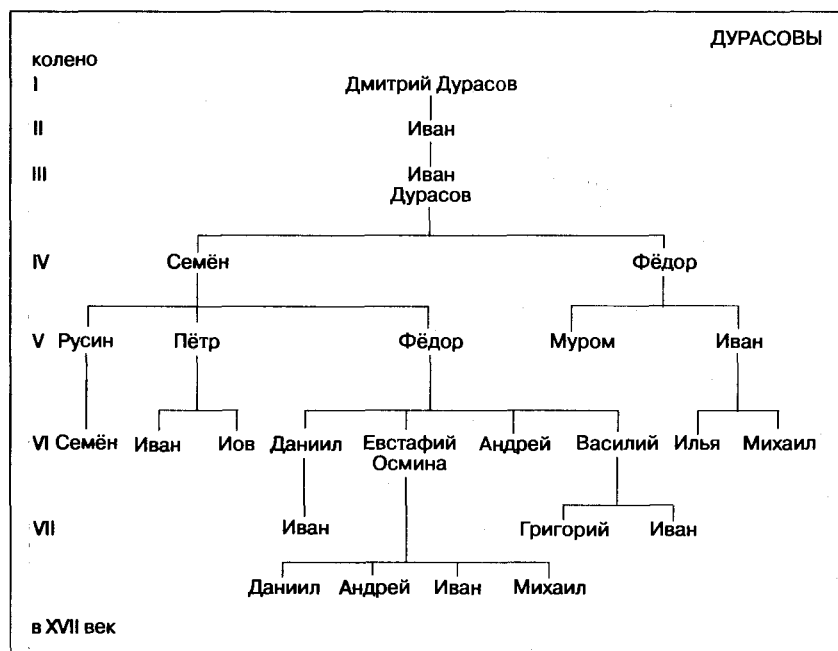 ДУРАСОВЫ
колено
I Дмитрий Дурасов
II Иван
III Иван
Дурасов
IV Семён Фёдор
V Русин Пётр Фёдор Муром Иван
VI Семён Иван Иов Даниил Евстафий Андрей Василий Илья Михаил
Осмина
VII Иван Григорий Иван
Даниил Андрей Иван Михаил
в XVII век